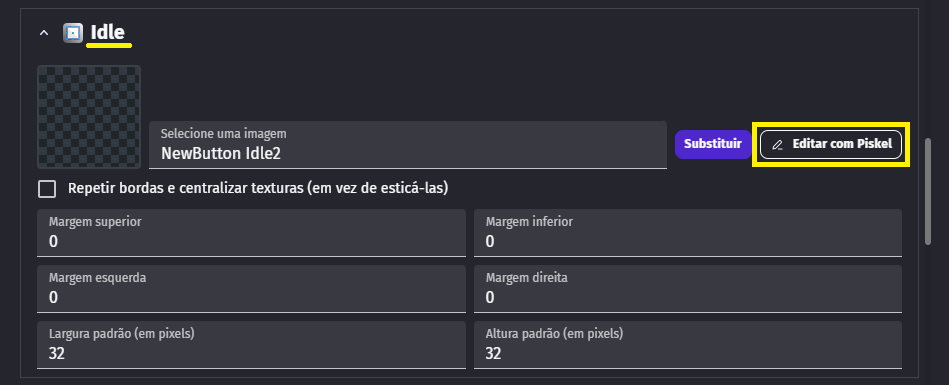 Idle
Selecione uma imagem
NewButton Idle2
Substituir
Editar com Piskel
Repetir bordas e centralizar texturas (em vez de esticá-las)
Margem superior
0
Margem inferior
0
Margem esquerda
0
Margem direita
0
Largura padrão (em pixels)
32
Altura padrão (em pixels)
32